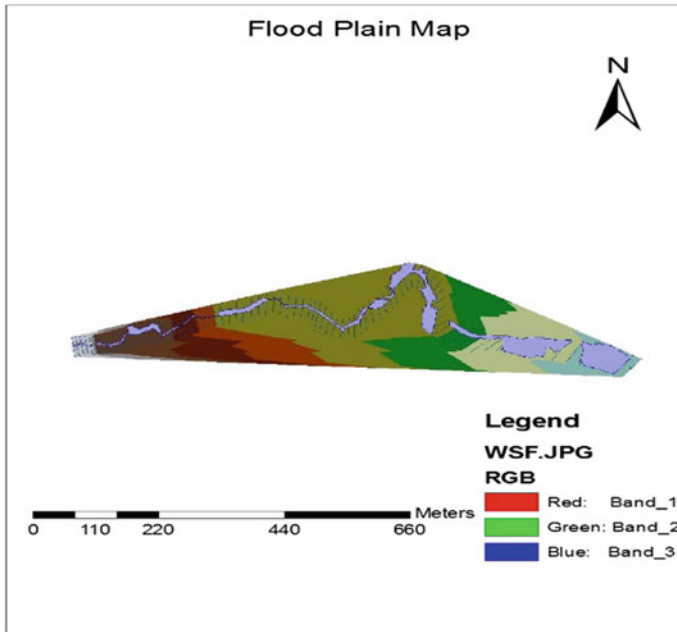 Flood Plain Map
N
Legend
WSF.JPG
RGB
Red: Band_1
Green: Band_2
Blue: Band_3
Meters
0 110 220 440 660